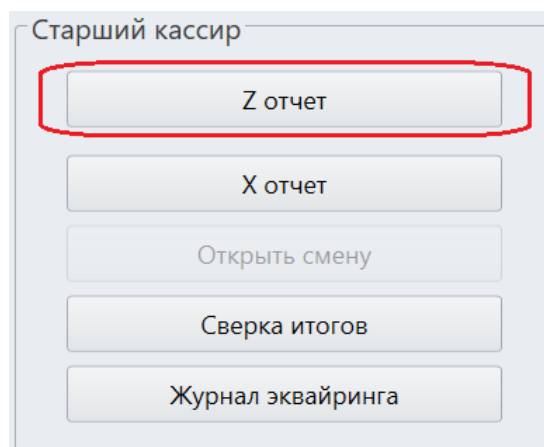 Старший кассир
Z отчет
X отчет
Открыть смену
Сверка итогов
Журнал эквайринга